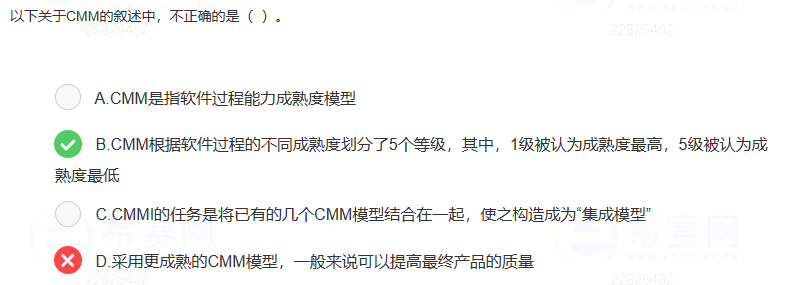 以下关于CMM的叙述中，不正确的是（ ）。
22826402
A.CMM是指软件过程能力成熟度模型
B.CMM根据软件过程的不同成熟度划分了5个等级，其中，1级被认为成熟度最高，5级被认为成
熟度最低
C.CMMI的任务是将已有的几个CMM模型结合在一起，使之构造成为“集成模型”
布赛网
EDUCITY.CN
布赛网
EDUCITY.CN
D.采用更成熟的CMM模型，一般来说可以提高最终产品的质量
22826402
22826402